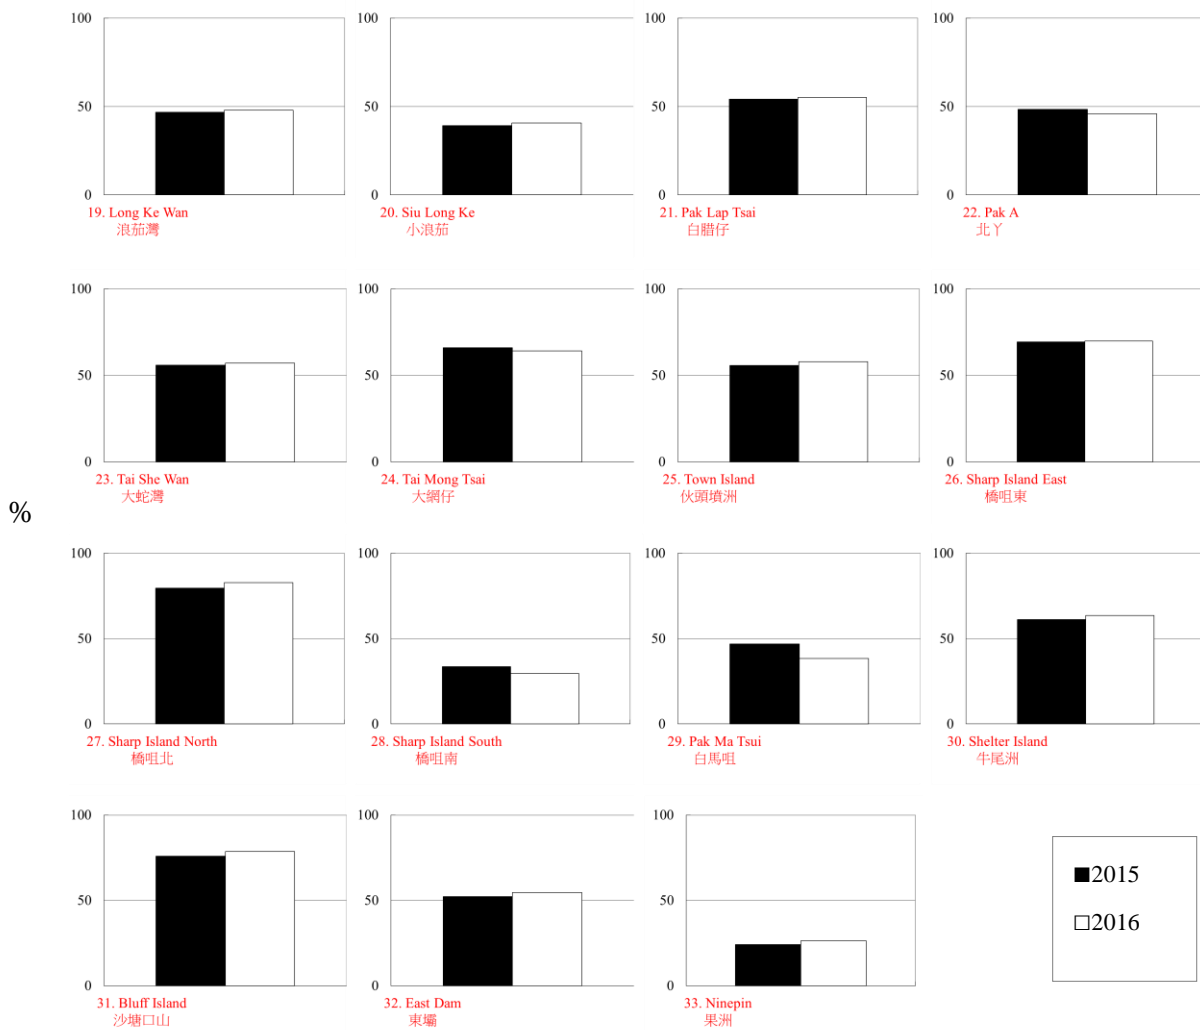 100
50
0
19. Long Ke Wan
浪茄灣
100
50
0
20. Siu Long Ke
小浪茄
100
50
0
21. Pak Lap Tsai
白腊仔
100
50
0
22. Pak A
北丫
100
50
0
23. Tai She Wan
大蛇灣
100
50
0
24. Tai Mong Tsai
大網仔
100
50
0
25. Town Island
伙頭墳洲
100
50
0
26. Sharp Island East
橋咀東
%
100
50
0
27. Sharp Island North
橋咀北
100
50
0
28. Sharp Island South
橋咀南
100
50
0
29. Pak Ma Tsui
白馬咀
100
50
0
30. Shelter Island
牛尾洲
100
50
0
31. Bluff Island
沙塘口山
100
50
0
32. East Dam
東壩
100
50
0
33. Ninepin
果洲
2015
2016